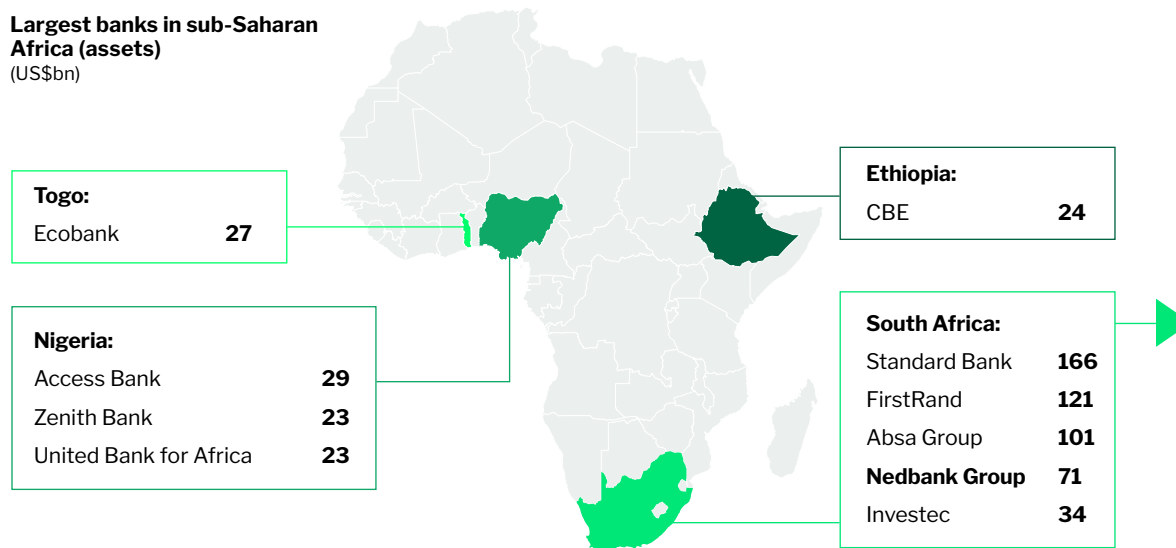 Largest banks in sub-Saharan
Africa (assets)
(US$bn)
Togo:
Ecobank 27
Nigeria:
Access Bank 29
Zenith Bank 23
United Bank for Africa 23
Ethiopia:
CBE 24
South Africa:
Standard Bank 166
FirstRand 121
Absa Group 101
Nedbank Group 71
Investec 34